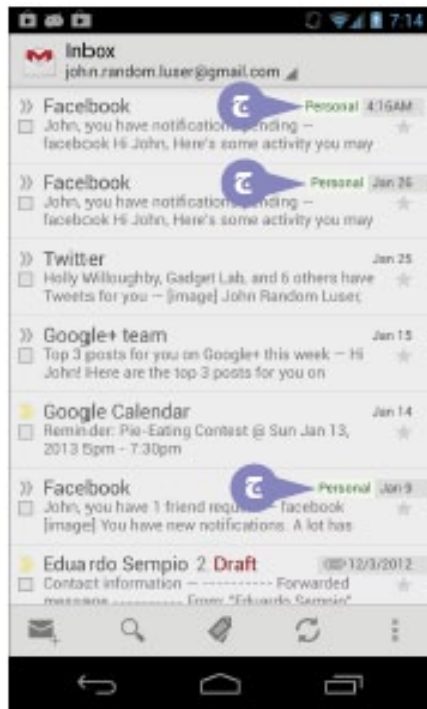 7:14
Inbox
john.random.luser@gmail.com
Facebook Personal 4:16AM
John, you have notifications pending —
facebook Hi John, Here's some activity you may
Facebook Personal Jan 26
John, you have notifications pending —
facebook Hi John, Here's some activity you may
Twitter Jan 25
Holly Willoughby, Gadget Lab, and 6 others have
Tweets for you — [image] John Random Luser,
Google+ team Jan 15
Top 3 posts for you on Google+ this week — Hi
John! Here are the top 3 posts for you on
Google Calendar Jan 14
Reminder: Pie-Eating Contest @ Sun Jan 13,
2013 5pm - 7:30pm
Facebook Personal Jan 9
John, you have 1 friend request — facebook
[image] You have new notifications. A lot has
Eduardo Sempio 2 Draft 12/3/2012
Contact information — ---------- Forwarded
message ---------- From: "Eduardo Sempio"